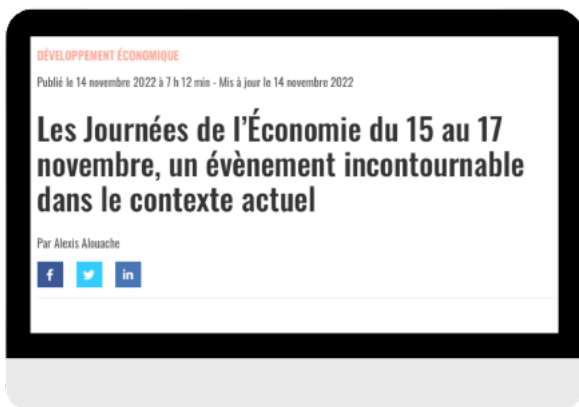 DÉVELOPPEMENT ÉCONOMIQUE
Publié le 14 novembre 2022 à 7 h 12 min - Mis à jour le 14 novembre 2022
Les Journées de l'Économie du 15 au 17
novembre, un évènement incontournable
dans le contexte actuel
Par Alexis Alouache
f
in